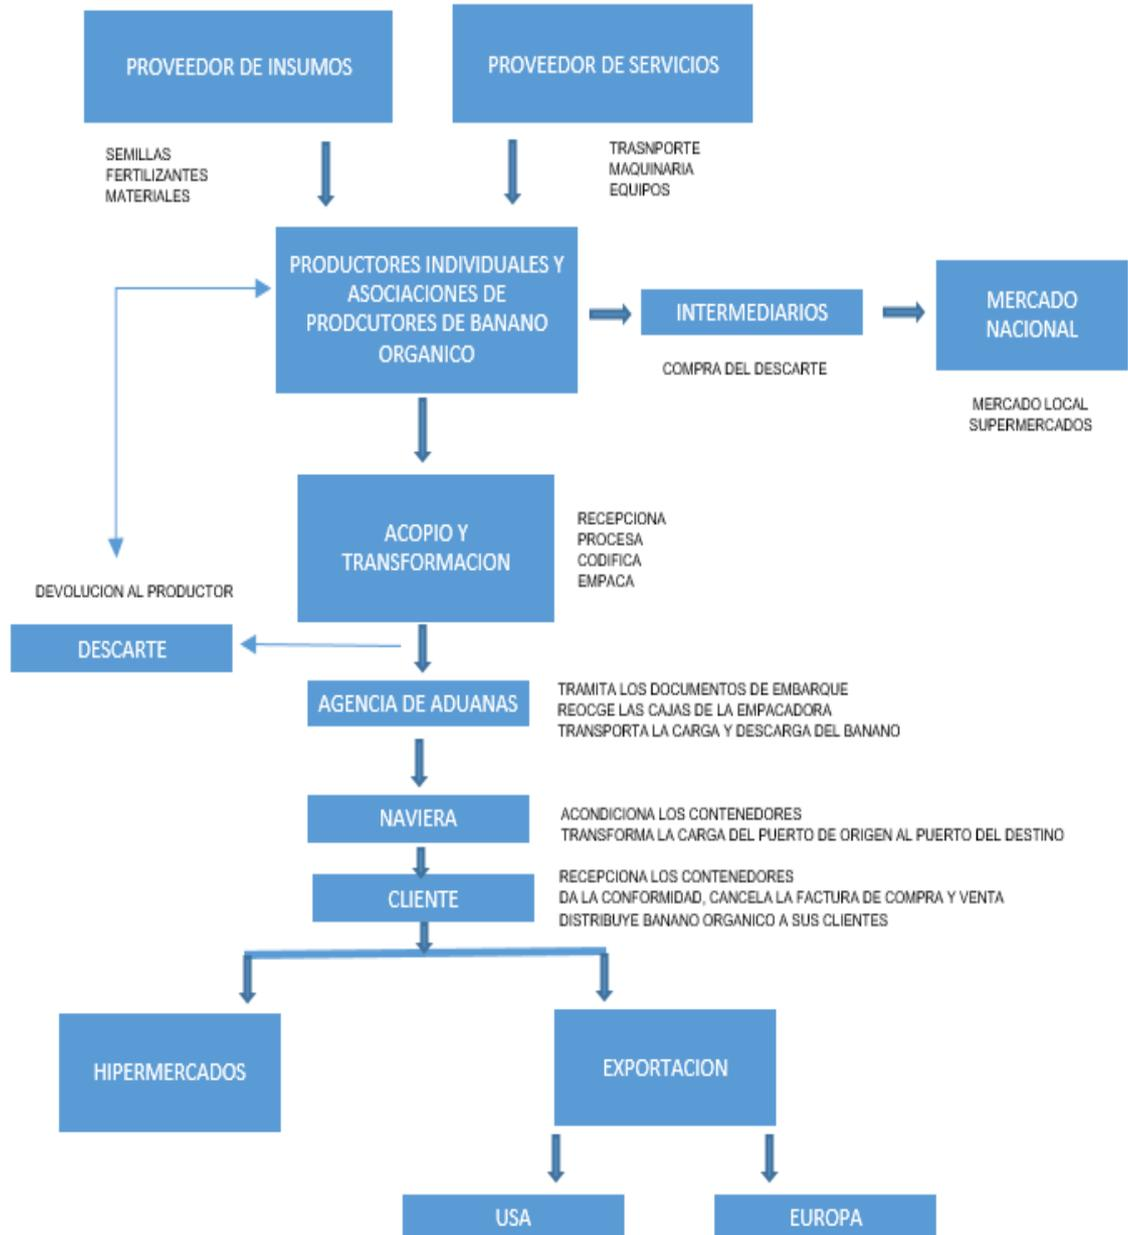 PROVEEDOR DE INSUMOS
PROVEEDOR DE SERVICIOS
SEMILLAS
FERTILIZANTES
MATERIALES
TRASNPORTE
MAQUINARIA
EQUIPOS
PRODUCTORES INDIVIDUALES Y
ASOCIACIONES DE
PRODCUTORES DE BANANO
ORGANICO
INTERMEDIARIOS
COMPRA DEL DESCARTE
MERCADO
NACIONAL
MERCADO LOCAL
SUPERMERCADOS
ACOPIO Y
TRANSFORMACION
RECEPCIONA
PROCESA
CODIFICA
EMPACA
DEVOLUCION AL PRODUCTOR
DESCARTE
AGENCIA DE ADUANAS
TRAMITA LOS DOCUMENTOS DE EMBARQUE
REOCGE LAS CAJAS DE LA EMPACADORA
TRANSPORTA LA CARGA Y DESCARGA DEL BANANO
NAVIERA
ACONDICIONA LOS CONTENEDORES
TRANSFORMA LA CARGA DEL PUERTO DE ORIGEN AL PUERTO DEL DESTINO
CLIENTE
RECEPCIONA LOS CONTENEDORES
DA LA CONFORMIDAD, CANCELA LA FACTURA DE COMPRA Y VENTA
DISTRIBUYE BANANO ORGANICO A SUS CLIENTES
HIPERMERCADOS
EXPORTACION
USA
EUROPA